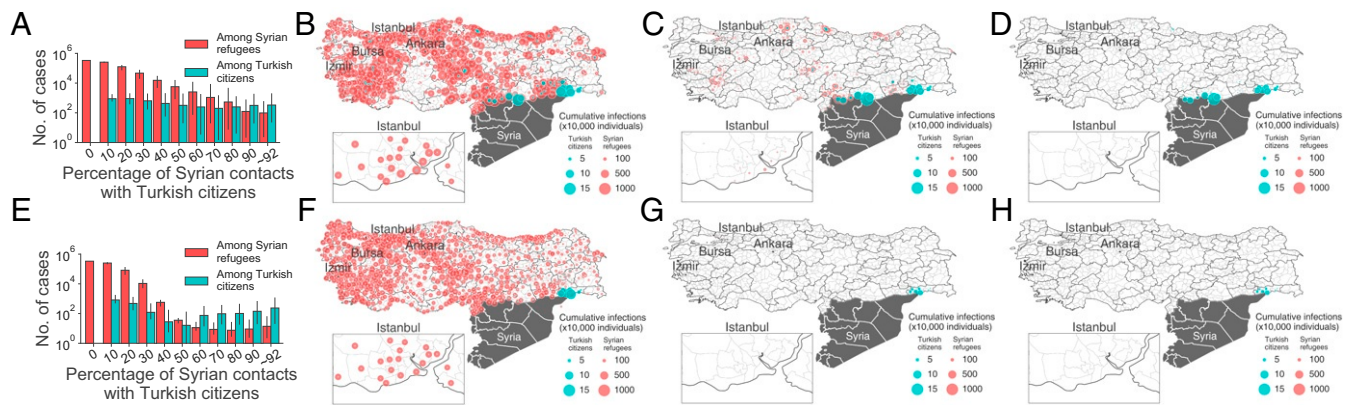 A
No. of cases
10^6
10^4
10^2
10^0
Among Syrian
refugees
Among Turkish
citizens
0 10 20 30 40 50 60 70 80 90 ~92
Percentage of Syrian contacts
with Turkish citizens
B
Istanbul
Bursa
Ankara
Izmir
Syria
Istanbul
Cumulative infections
(x10,000 individuals)
Turkish
citizens
Syrian
refugees
5 100
10 500
15 1000
C
Istanbul
Bursa
Ankara
Izmir
Syria
Istanbul
Cumulative infections
(x10,000 individuals)
Turkish
citizens
Syrian
refugees
5 100
10 500
15 1000
D
Istanbul
Bursa
Ankara
Izmir
Syria
Istanbul
Cumulative infections
(x10,000 individuals)
Turkish
citizens
Syrian
refugees
5 100
10 500
15 1000
E
No. of cases
10^6
10^4
10^2
10^0
Among Syrian
refugees
Among Turkish
citizens
0 10 20 30 40 50 60 70 80 90 ~92
Percentage of Syrian contacts
with Turkish citizens
F
Istanbul
Bursa
Ankara
Izmir
Syria
Istanbul
Cumulative infections
(x10,000 individuals)
Turkish
citizens
Syrian
refugees
5 100
10 500
15 1000
G
Istanbul
Bursa
Ankara
Izmir
Syria
Istanbul
Cumulative infections
(x10,000 individuals)
Turkish
citizens
Syrian
refugees
5 100
10 500
15 1000
H
Istanbul
Bursa
Ankara
Izmir
Syria
Istanbul
Cumulative infections
(x10,000 individuals)
Turkish
citizens
Syrian
refugees
5 100
10 500
15 1000